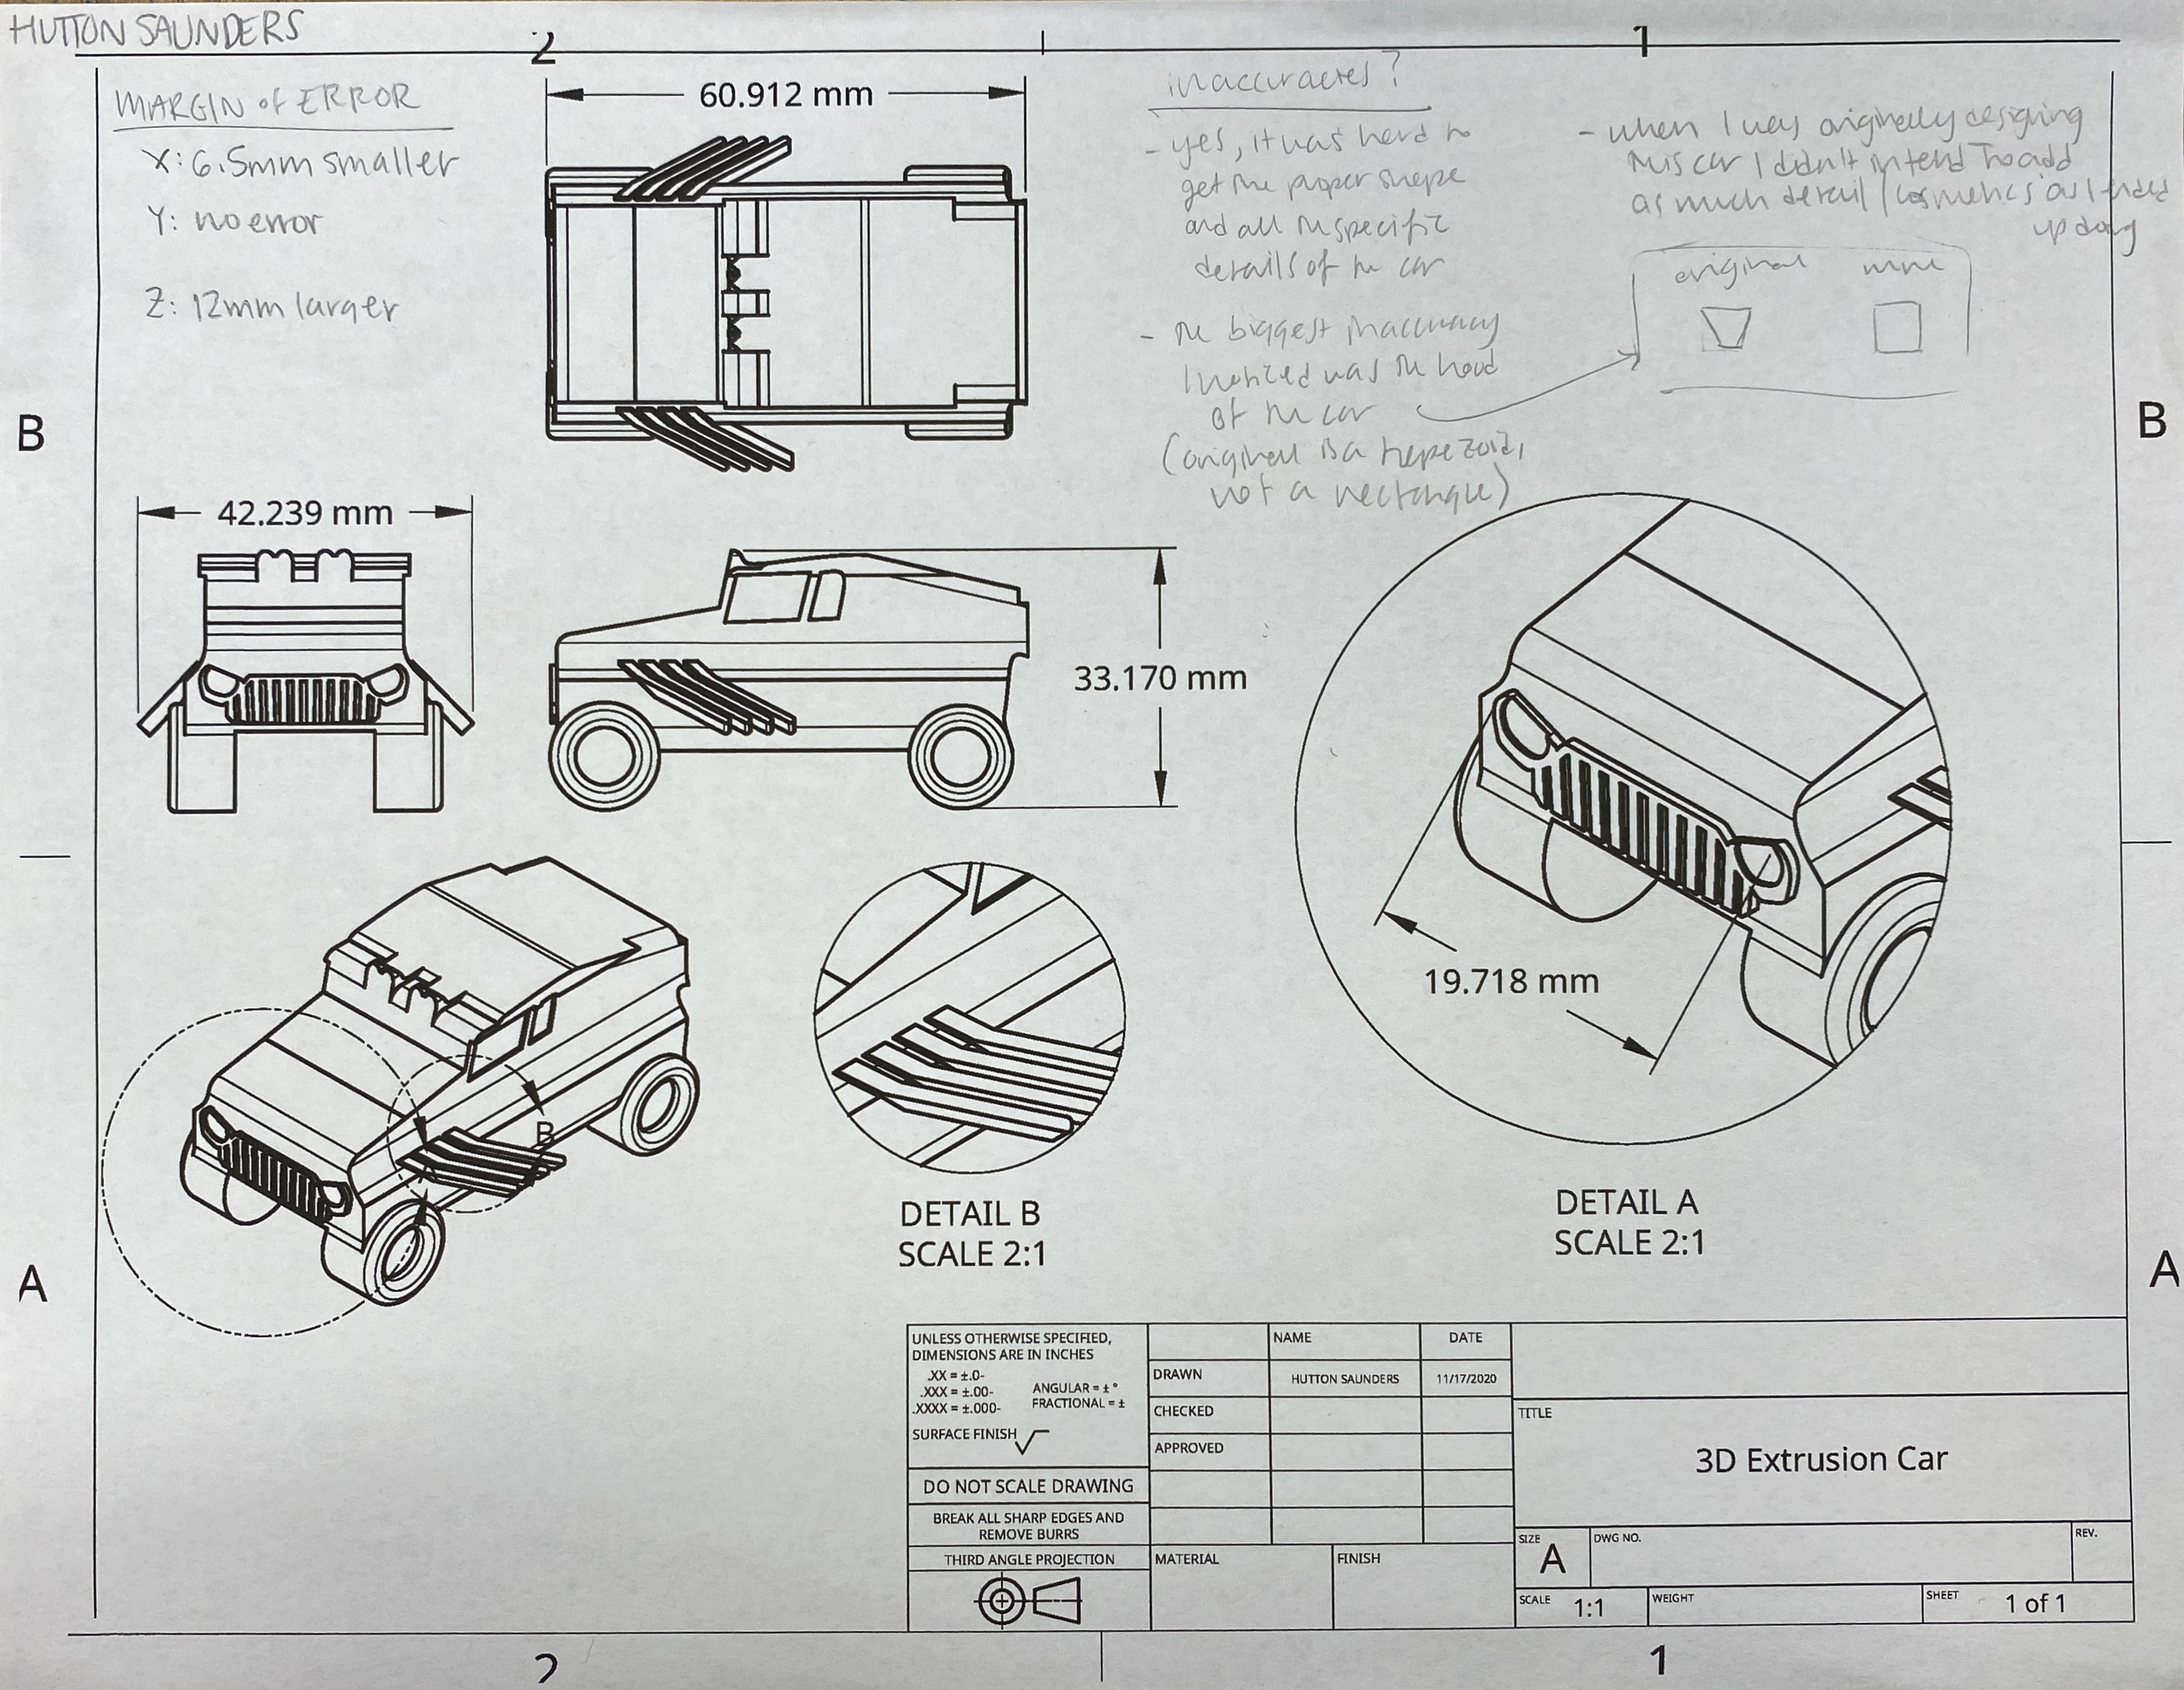 HUTTON SAUNDERS
2
1
MARGIN of ERROR
X: 6.5mm smaller
Y: no error
Z: 12mm larger
60.912 mm
inaccuracies?
- yes, it was hard to
get the proper shape
and all the specific
details of the car
- the biggest inaccuracy
I noticed was the hood
of the car
(original is a trapezoid,
not a rectangle)
- when I was originally designing
this car I didn't intend to add
as much detail / cosmetics as I ended
up doing
original mine
B
B
42.239 mm
33.170 mm
19.718 mm
B
DETAIL B
SCALE 2:1
DETAIL A
SCALE 2:1
A
A
UNLESS OTHERWISE SPECIFIED,
DIMENSIONS ARE IN INCHES
.XX = ±.0-
.XXX = ±.00-
.XXXX = ±.000-
ANGULAR = ± °
FRACTIONAL = ±
SURFACE FINISH
DO NOT SCALE DRAWING
BREAK ALL SHARP EDGES AND
REMOVE BURRS
THIRD ANGLE PROJECTION
NAME DATE
DRAWN HUTTON SAUNDERS 11/17/2020
CHECKED
APPROVED
MATERIAL FINISH
TITLE
3D Extrusion Car
SIZE A DWG NO. REV.
SCALE 1:1 WEIGHT SHEET 1 of 1
2
1